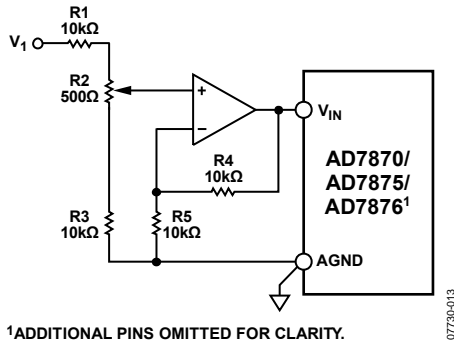 R1
10kΩ
V1
R2
500Ω
+
–
VIN
R4
10kΩ
AD7870/
AD7875/
AD7876¹
R3
10kΩ
R5
10kΩ
AGND
¹ADDITIONAL PINS OMITTED FOR CLARITY.
07730-013